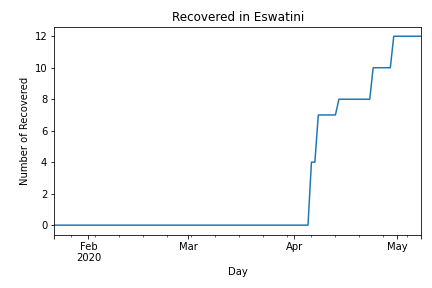 Recovered in Eswatini
Number of Recovered
12
10
8
6
4
2
0
Feb
2020
Mar
Apr
May
Day